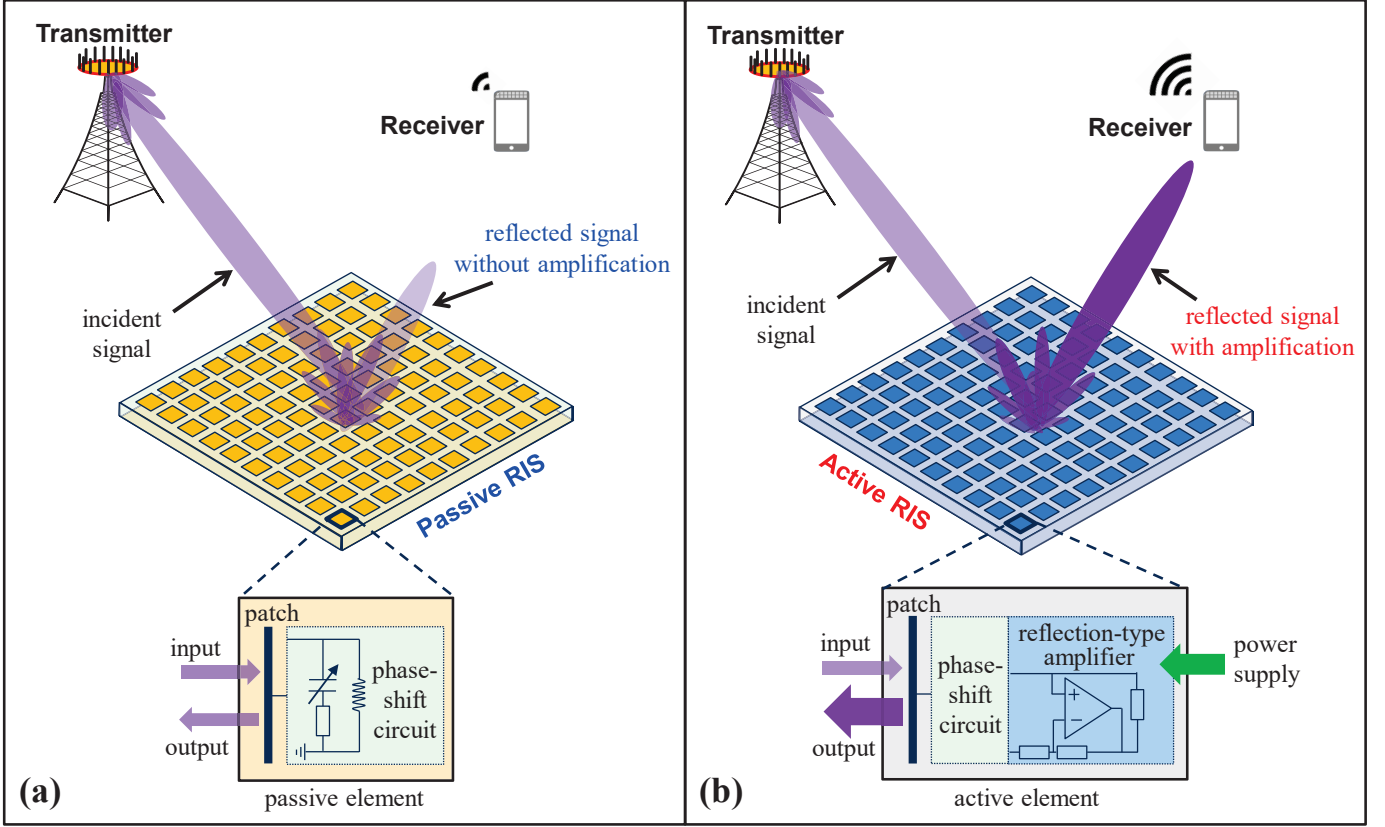 Transmitter
Receiver
reflected signal
without amplification
incident
signal
Passive RIS
patch
input
output
phase-
shift
circuit
(a)
passive element
Transmitter
Receiver
incident
signal
reflected signal
with amplification
Active RIS
patch
input
output
phase-
shift
circuit
reflection-type
amplifier
+
−
power
supply
(b)
active element